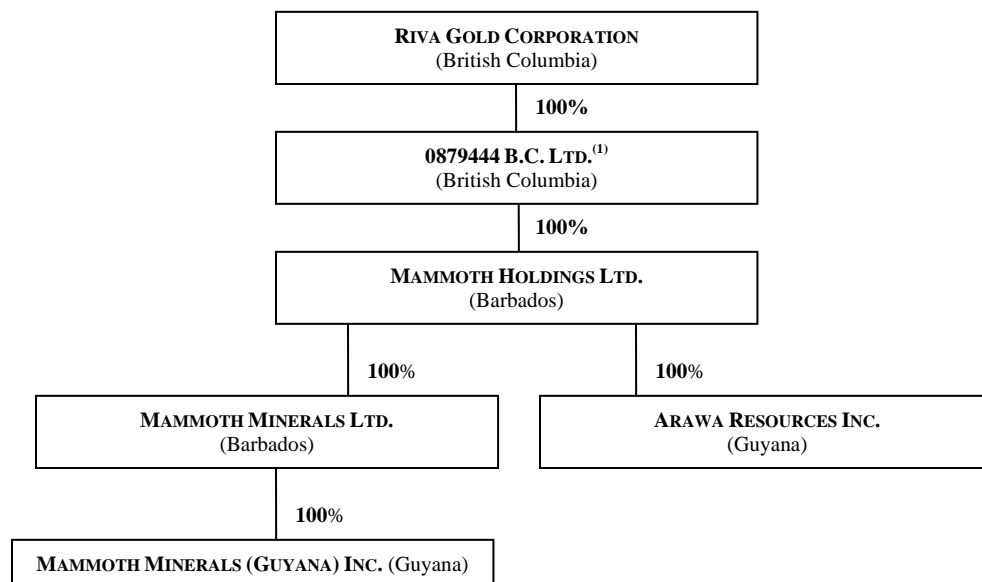 RIVA GOLD CORPORATION
(British Columbia)
100%
0879444 B.C. LTD.(1)
(British Columbia)
100%
MAMMOTH HOLDINGS LTD.
(Barbados)
100%
100%
MAMMOTH MINERALS LTD.
(Barbados)
ARAWA RESOURCES INC.
(Guyana)
100%
MAMMOTH MINERALS (GUYANA) INC. (Guyana)